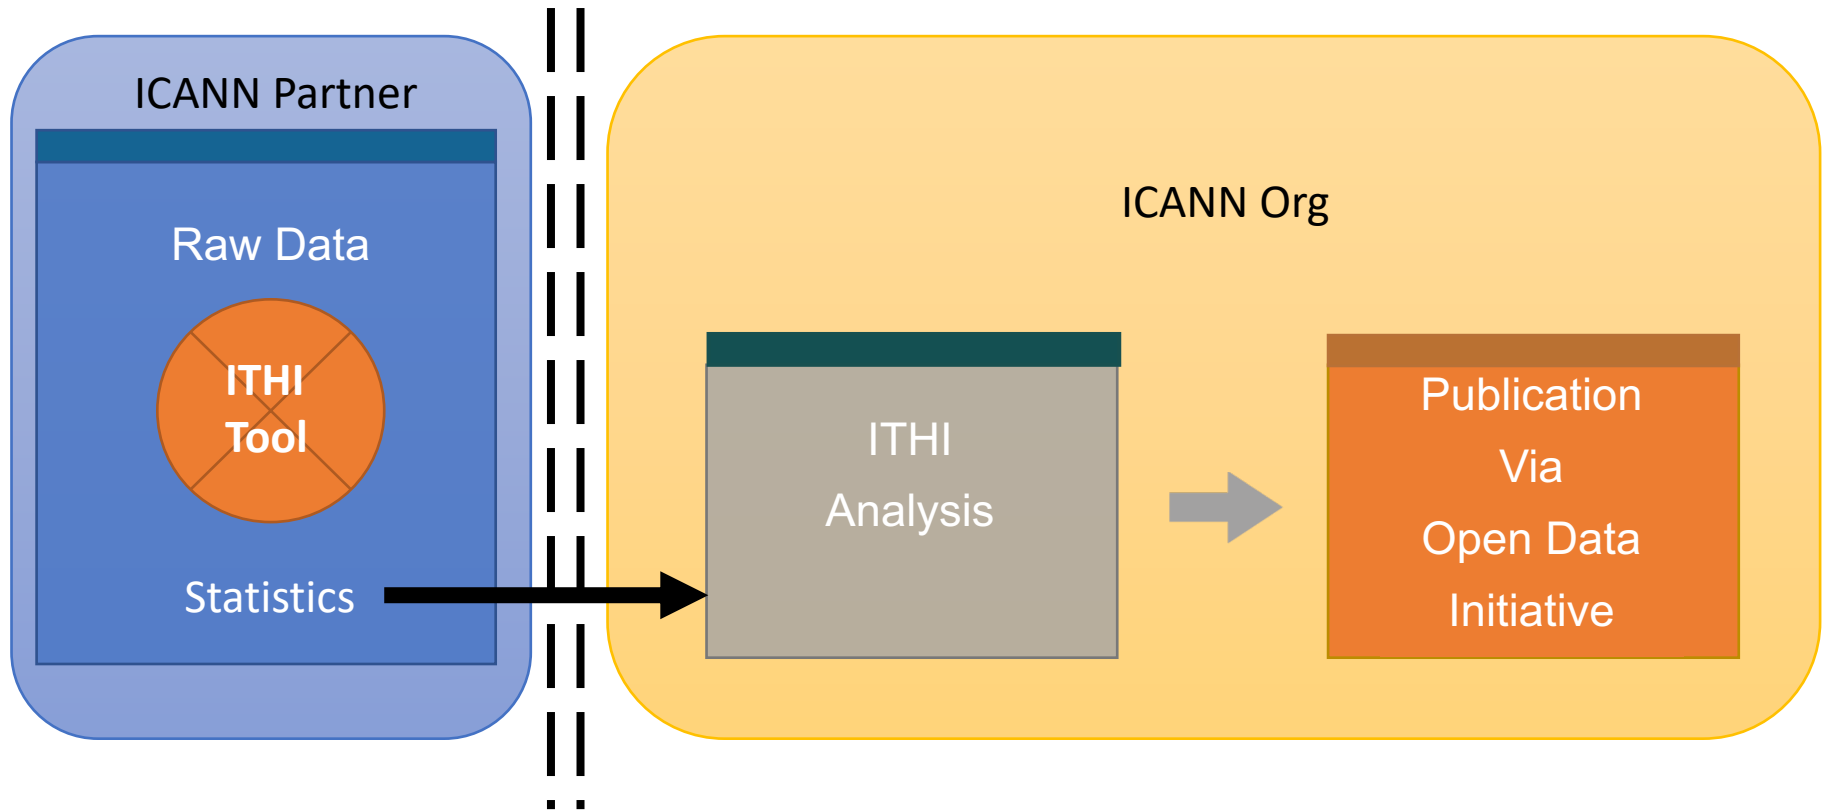 ICANN Partner
Raw Data
ITHI
Tool
Statistics
ICANN Org
ITHI
Analysis
Publication
Via
Open Data
Initiative